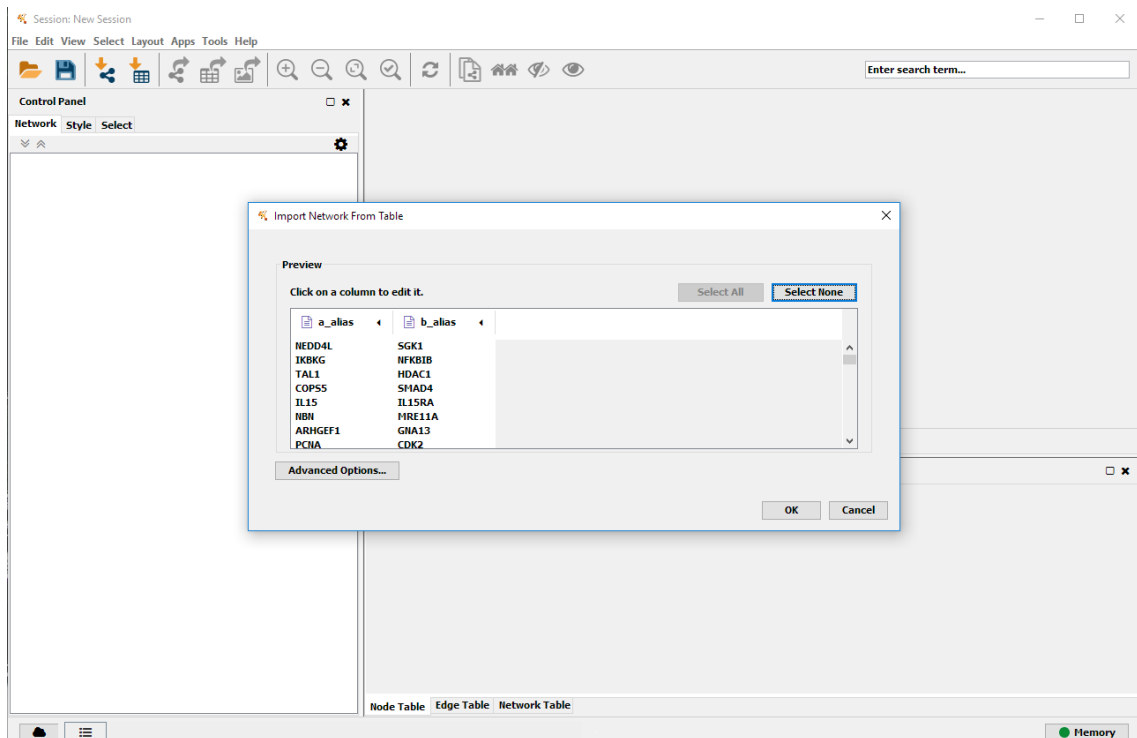 Session: New Session
File Edit View Select Layout Apps Tools Help
Enter search term...
Control Panel
Network Style Select
Import Network From Table
Preview
Click on a column to edit it.
Select All Select None
a_alias b_alias
NEDD4L SGK1
IKBKG NFKBIB
TAL1 HDAC1
COPS5 SMAD4
IL15 IL15RA
NBN MRE11A
ARHGEF1 GNA13
PCNA CDK2
Advanced Options...
OK Cancel
Node Table Edge Table Network Table
Memory